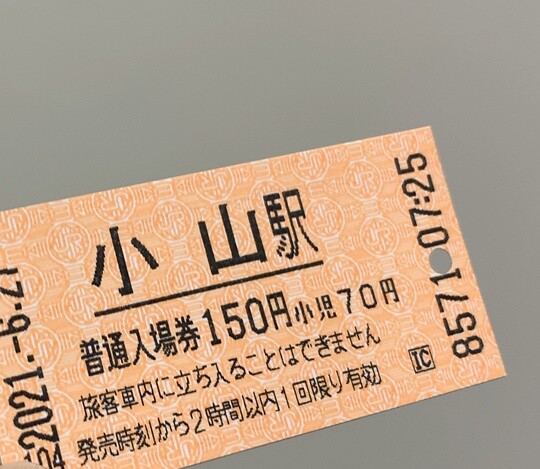 小山駅
普通入場券150円小児70円
旅客車内に立ち入ることはできません
発売時刻から2時間以内1回限り有効
IC
2021.-6.27
8571 07:25